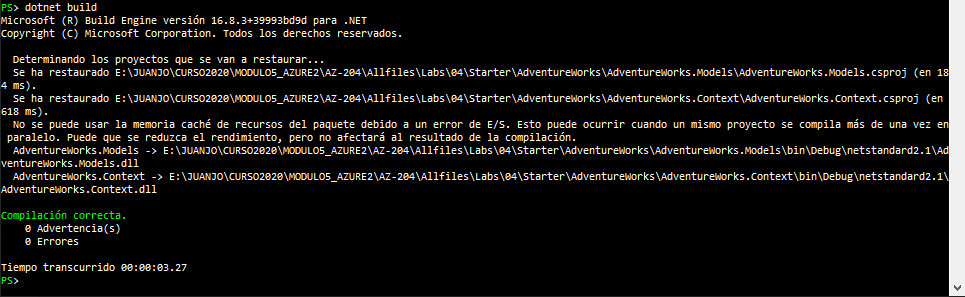 PS> dotnet build
Microsoft (R) Build Engine versión 16.8.3+39993bd9d para .NET
Copyright (C) Microsoft Corporation. Todos los derechos reservados.
  Determinando los proyectos que se van a restaurar...
  Se ha restaurado E:\JUANJO\CURSO2020\MODULO5_AZURE2\AZ-204\Allfiles\Labs\04\Starter\AdventureWorks\AdventureWorks.Models\AdventureWorks.Models.csproj (en 18
4 ms).
  Se ha restaurado E:\JUANJO\CURSO2020\MODULO5_AZURE2\AZ-204\Allfiles\Labs\04\Starter\AdventureWorks\AdventureWorks.Context\AdventureWorks.Context.csproj (en
618 ms).
  No se puede usar la memoria caché de recursos del paquete debido a un error de E/S. Esto puede ocurrir cuando un mismo proyecto se compila más de una vez en
 paralelo. Puede que se reduzca el rendimiento, pero no afectará al resultado de la compilación.
  AdventureWorks.Models -> E:\JUANJO\CURSO2020\MODULO5_AZURE2\AZ-204\Allfiles\Labs\04\Starter\AdventureWorks\AdventureWorks.Models\bin\Debug\netstandard2.1\Ad
ventureWorks.Models.dll
  AdventureWorks.Context -> E:\JUANJO\CURSO2020\MODULO5_AZURE2\AZ-204\Allfiles\Labs\04\Starter\AdventureWorks\AdventureWorks.Context\bin\Debug\netstandard2.1\
AdventureWorks.Context.dll
Compilación correcta.
    0 Advertencia(s)
    0 Errores
Tiempo transcurrido 00:00:03.27
PS>